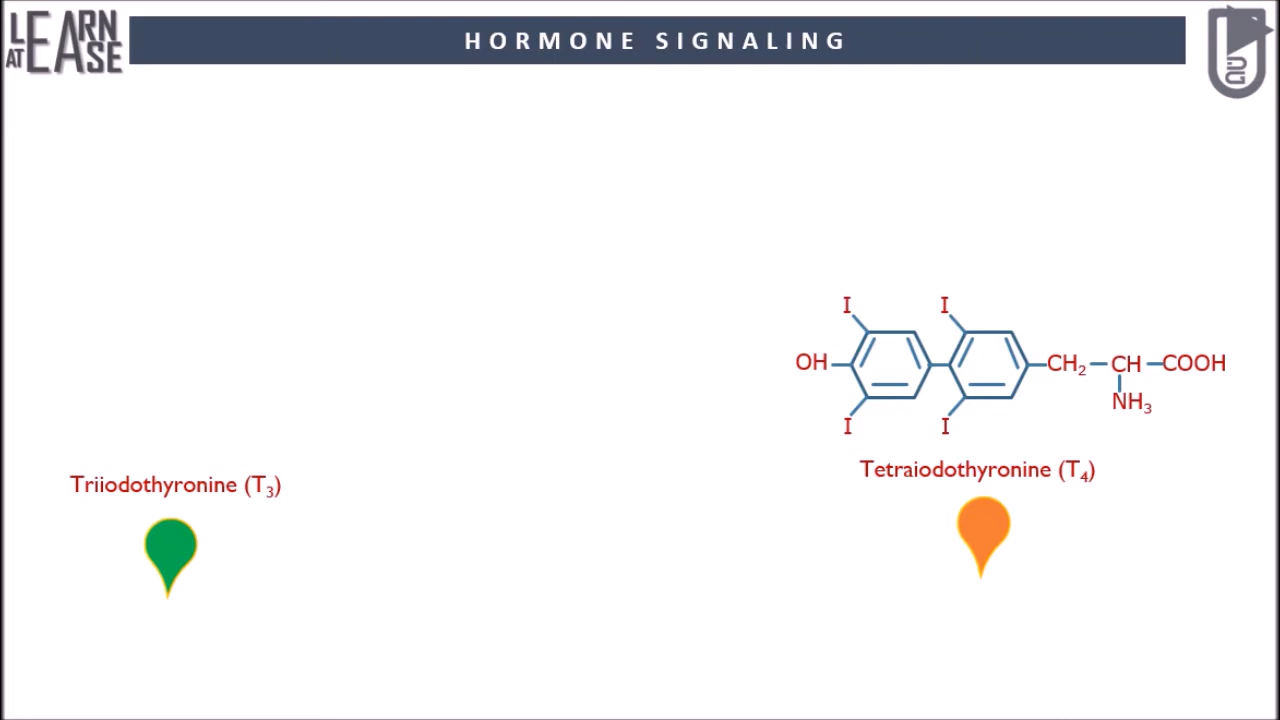 LEARN
AT EASE
HORMONE SIGNALING
I I
OH CH₂ CH COOH
NH₃
I I
Triiodothyronine (T₃)
Tetraiodothyronine (T₄)